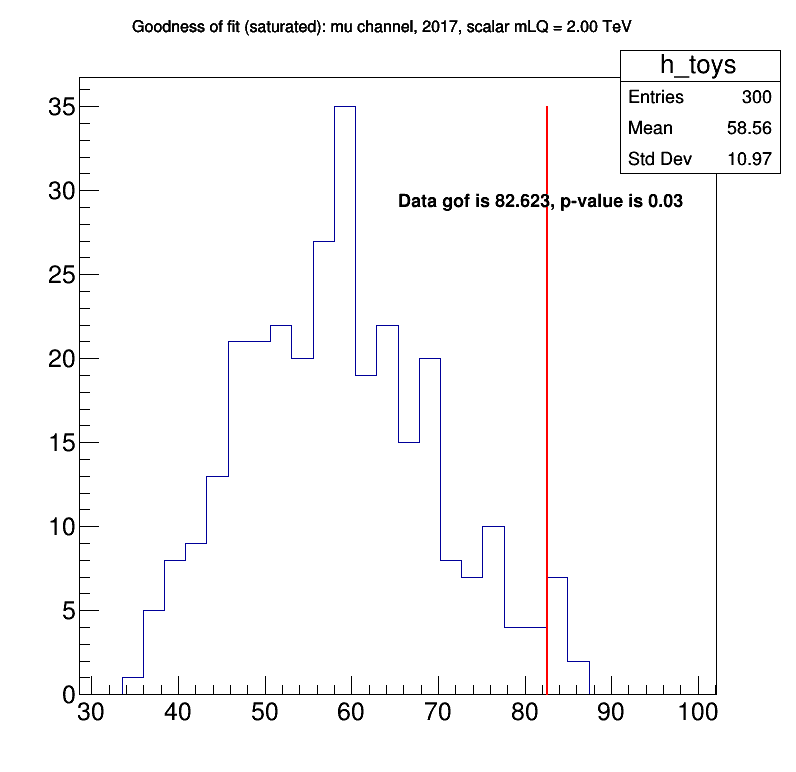 Goodness of fit (saturated): mu channel, 2017, scalar mLQ = 2.00 TeV
h_toys
Entries 300
Mean 58.56
Std Dev 10.97
Data gof is 82.623, p-value is 0.03
35
30
25
20
15
10
5
0
30 40 50 60 70 80 90 100